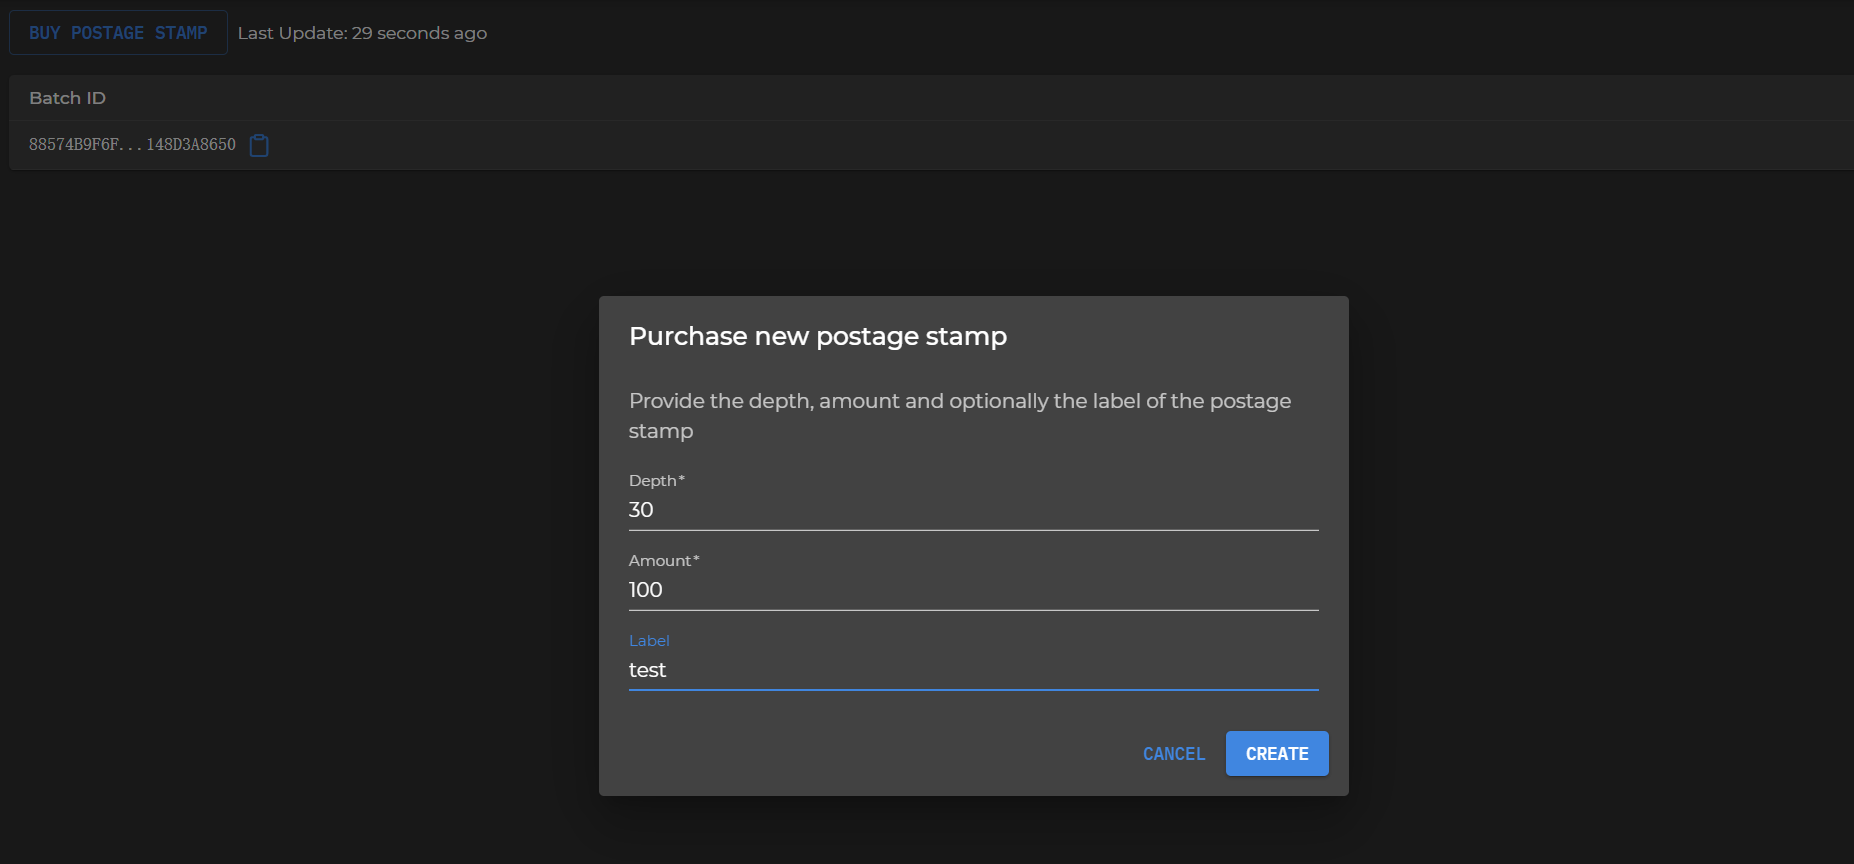 BUY POSTAGE STAMP Last Update: 29 seconds ago
Batch ID
88574B9F6F...148D3A8650
Purchase new postage stamp
Provide the depth, amount and optionally the label of the postage
stamp
Depth*
30
Amount*
100
Label
test
CANCEL CREATE